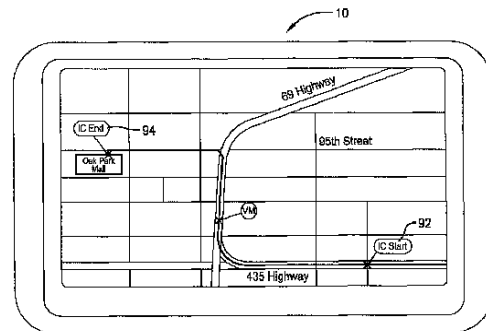 10
69 Highway
IC End
94
95th Street
Oak Park
Mall
VM
92
IC Start
435 Highway